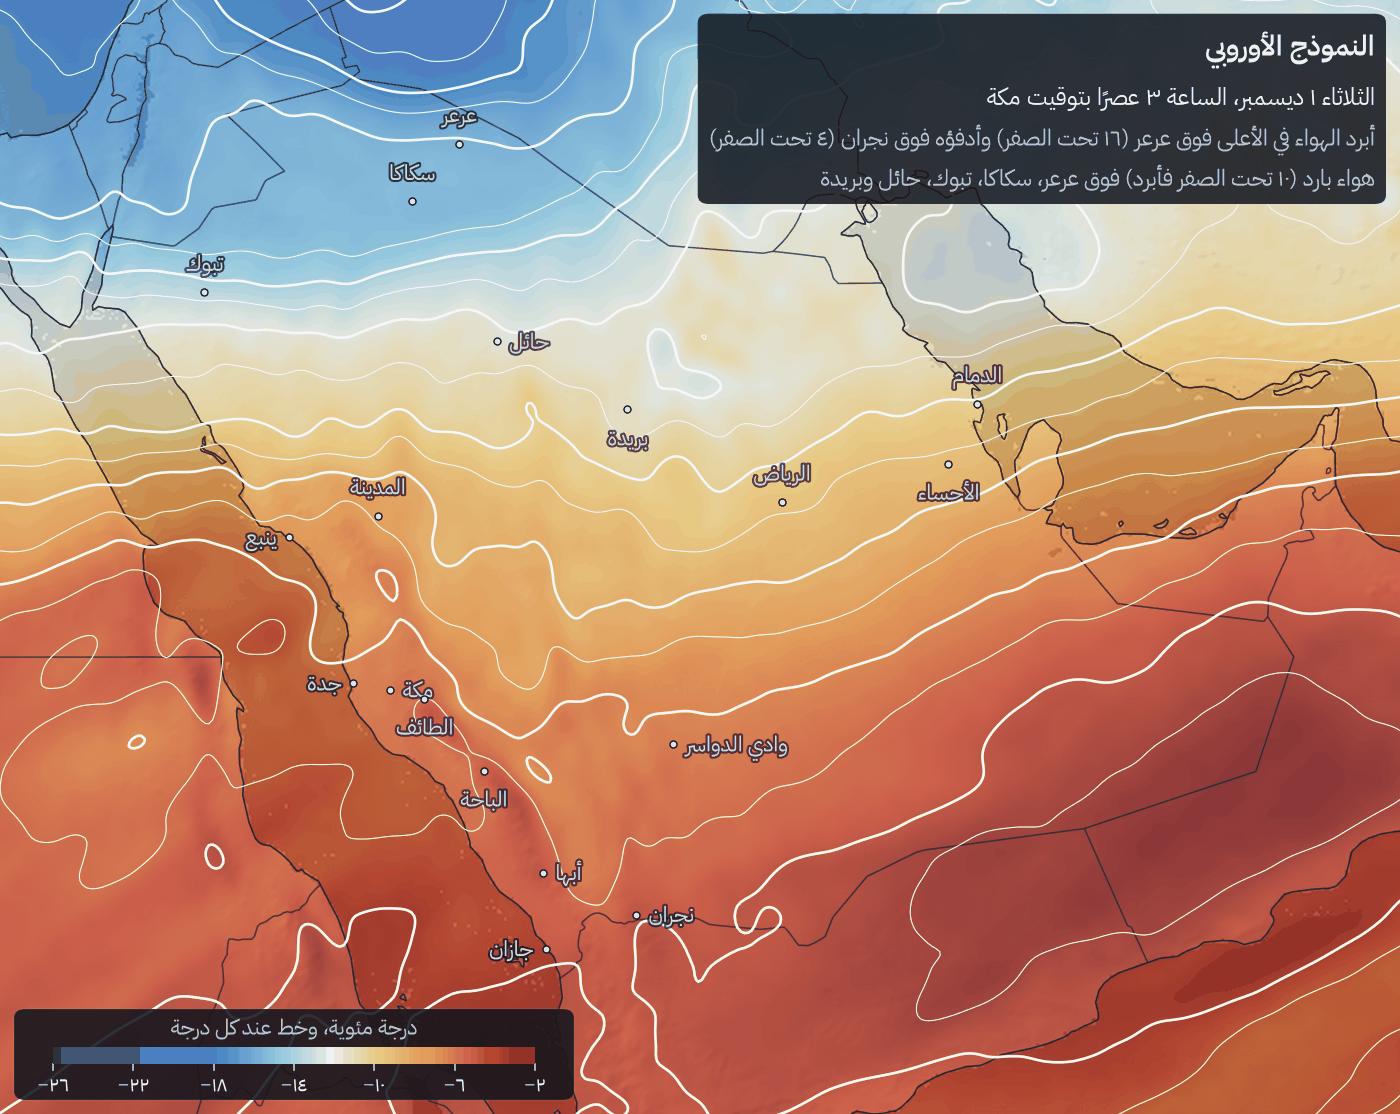 النموذج الأوروبي
الثلاثاء ١ ديسمبر، الساعة ٣ عصرًا بتوقيت مكة
أبرد الهواء في الأعلى فوق عرعر (١٦ تحت الصفر) وأدفؤه فوق نجران (٤ تحت الصفر)
هواء بارد (١٠ تحت الصفر فأبرد) فوق عرعر، سكاكا، تبوك، حائل وبريدة
عرعر
سكاكا
تبوك
حائل
الدمام
بريدة
الرياض
الأحساء
المدينة
ينبع
جدة
مكة
الطائف
وادي الدواسر
الباحة
أبها
نجران
جازان
درجة مئوية، وخط عند كل درجة
−٢٦ −٢٢ −١٨ −١٤ −١٠ −٦ −٢